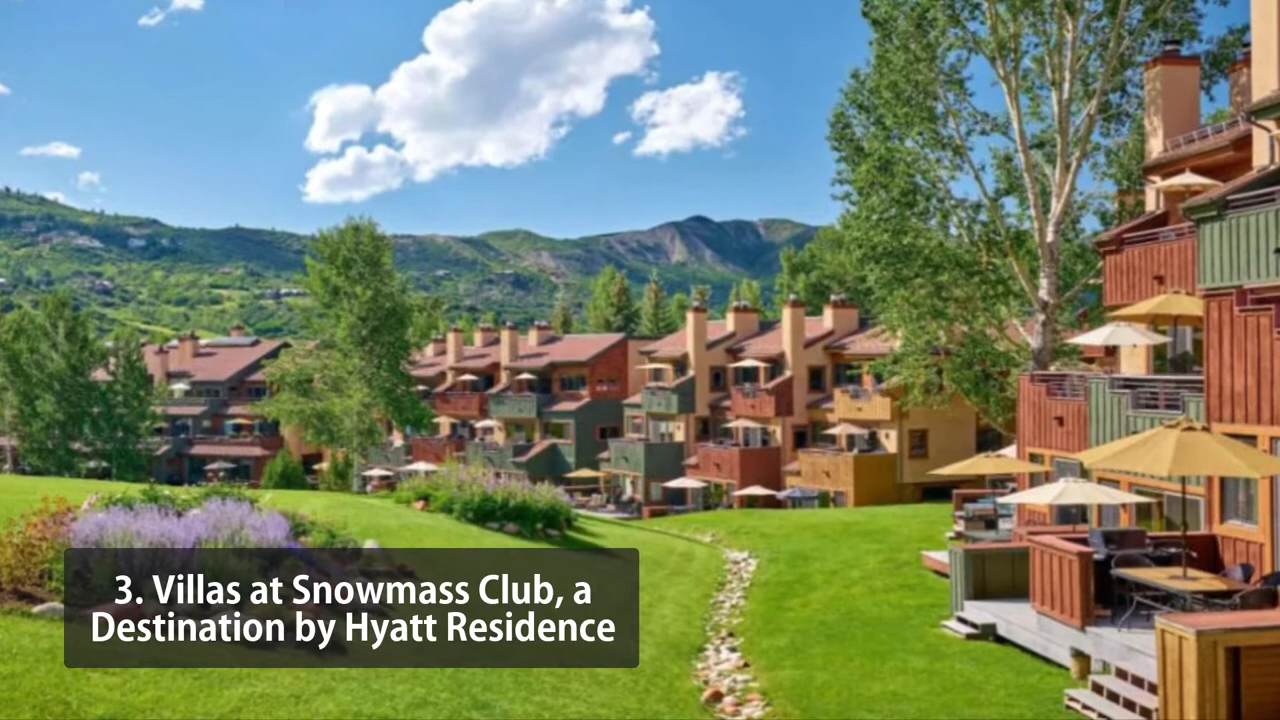 3. Villas at Snowmass Club, a
Destination by Hyatt Residence